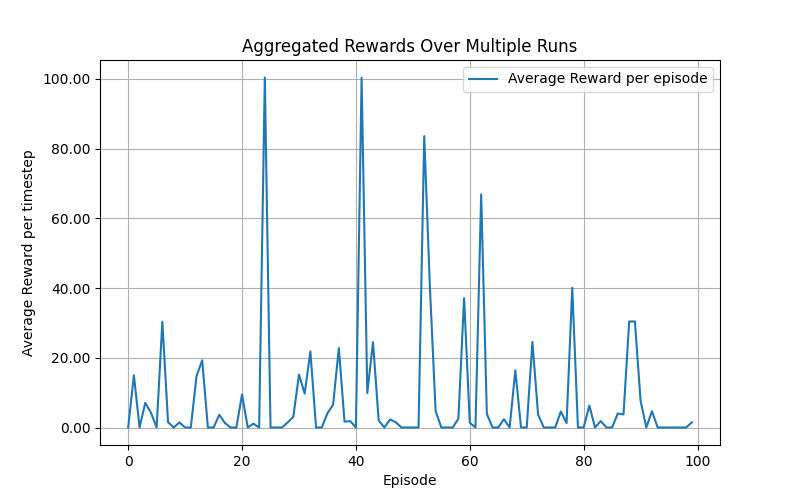 Aggregated Rewards Over Multiple Runs
Average Reward per episode
Average Reward per timestep
100.00
80.00
60.00
40.00
20.00
0.00
0 20 40 60 80 100
Episode